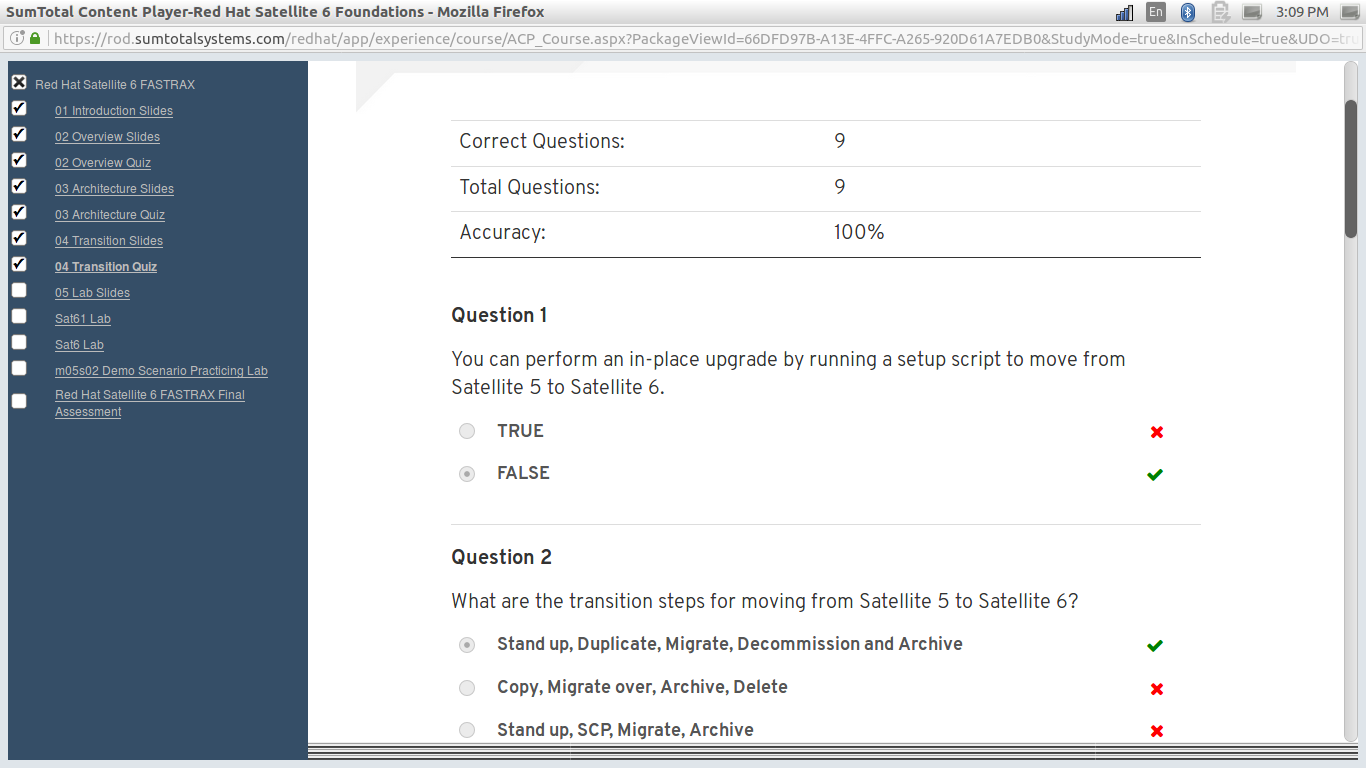 SumTotal Content Player-Red Hat Satellite 6 Foundations - Mozilla Firefox
En
3:09 PM
https://rod.sumtotalsystems.com/redhat/app/experience/course/ACP_Course.aspx?PackageViewId=66DFD97B-A13E-4FFC-A265-920D61A7EDB0&StudyMode=true&InSchedule=true&UDO=tru
Red Hat Satellite 6 FASTRAX
01 Introduction Slides
02 Overview Slides
02 Overview Quiz
03 Architecture Slides
03 Architecture Quiz
04 Transition Slides
04 Transition Quiz
05 Lab Slides
Sat61 Lab
Sat6 Lab
m05s02 Demo Scenario Practicing Lab
Red Hat Satellite 6 FASTRAX Final
Assessment
Correct Questions: 9
Total Questions: 9
Accuracy: 100%
Question 1
You can perform an in-place upgrade by running a setup script to move from
Satellite 5 to Satellite 6.
TRUE
FALSE
Question 2
What are the transition steps for moving from Satellite 5 to Satellite 6?
Stand up, Duplicate, Migrate, Decommission and Archive
Copy, Migrate over, Archive, Delete
Stand up, SCP, Migrate, Archive